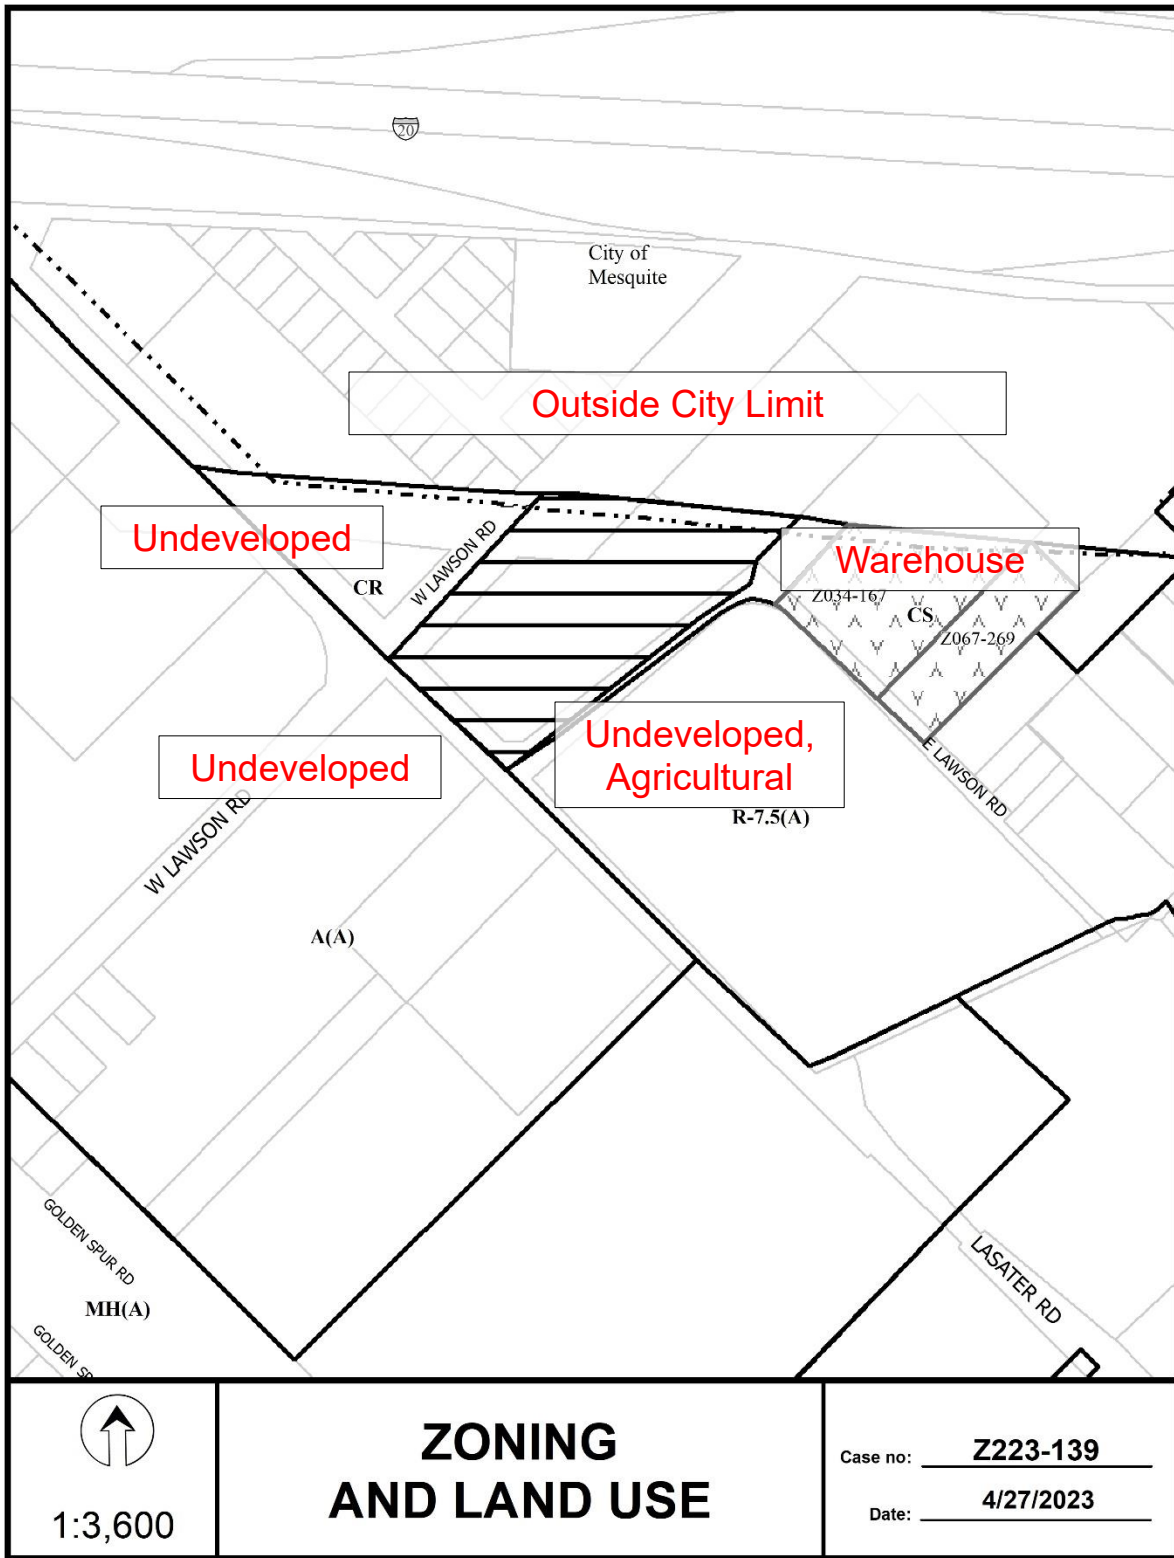 20
City of
Mesquite
Outside City Limit
Undeveloped
Warehouse
W LAWSON RD
CR
Z034-167
CS
Z067-269
Undeveloped
Undeveloped,
Agricultural
E LAWSON RD
R-7.5(A)
W LAWSON RD
A(A)
GOLDEN SPUR RD
LASATER RD
MH(A)
GOLDEN
1:3,600
ZONING
AND LAND USE
Case no: Z223-139
Date: 4/27/2023